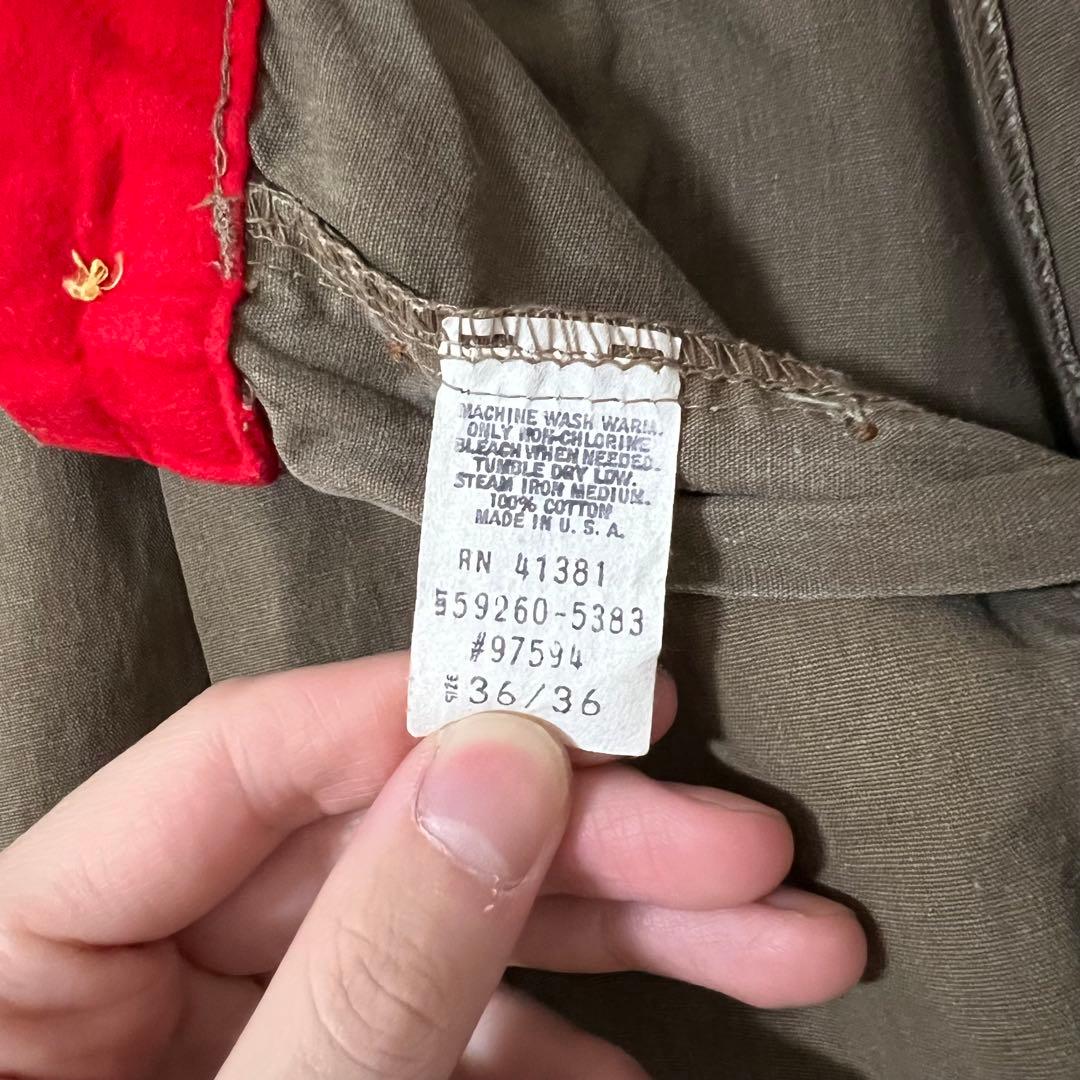 MACHINE WASH WARM.
ONLY NON-CHLORINE
BLEACH WHEN NEEDED.
TUMBLE DRY LOW.
STEAM IRON MEDIUM.
100% COTTON
MADE IN U. S. A.
RN 41381
59260-5383
#97594
SIZE 36/36